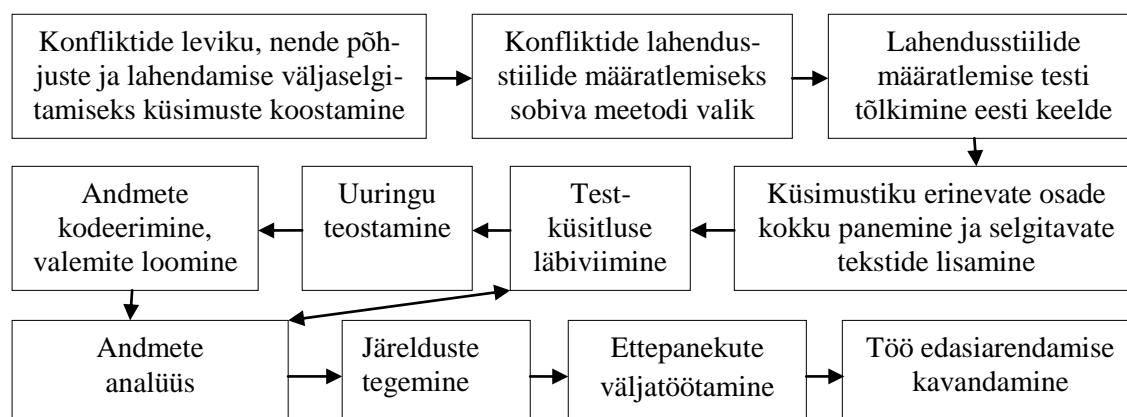 Konfliktide leviku, nende põh-
juste ja lahendamise väljaselgi-
tamiseks küsimuste koostamine
Konfliktide lahendus-
stiilide määratlemiseks
sobiva meetodi valik
Lahendusstiilide
määratlemise testi
tõlkimine eesti keelde
Küsimustiku erinevate osade
kokku panemine ja selgitavate
tekstide lisamine
Test-
küsitluse
läbiviimine
Uuringu
teostamine
Andmete
kodeerimine,
valemite loomine
Andmete
analüüs
Järelduste
tegemine
Ettepanekute
väljatöötamine
Töö edasiarendamise
kavandamine